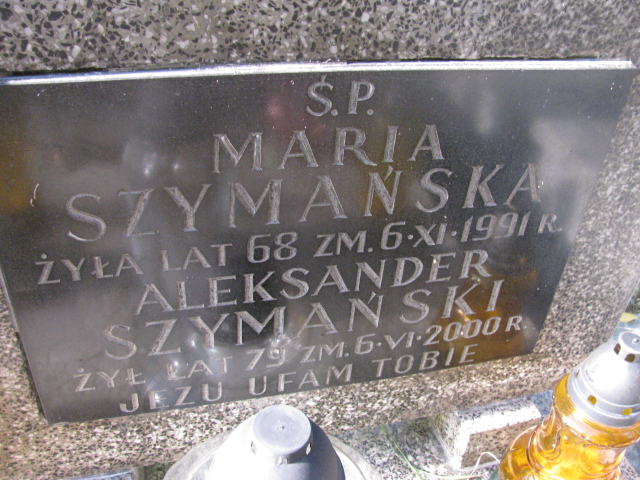 Ś.P.
MARIA
SZYMAŃSKA
ŻYŁA LAT 68 ZM. 6·XI·1991 R.
ALEKSANDER
SZYMAŃSKI
ŻYŁ LAT 79 ZM. 6·VI·2000 R.
JEZU UFAM TOBIE